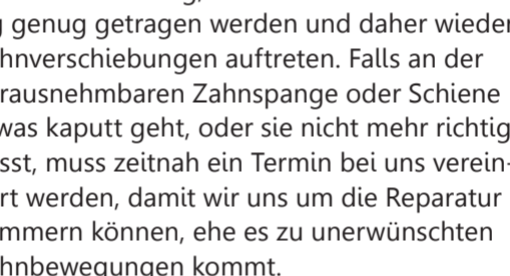 genug getragen werden und daher wieder
hnverschiebungen auftreten. Falls an der
rausnehmbaren Zahnspange oder Schiene
was kaputt geht, oder sie nicht mehr richtig
sst, muss zeitnah ein Termin bei uns verein-
rt werden, damit wir uns um die Reparatur
mmern können, ehe es zu unerwünschten
hnbewegungen kommt.